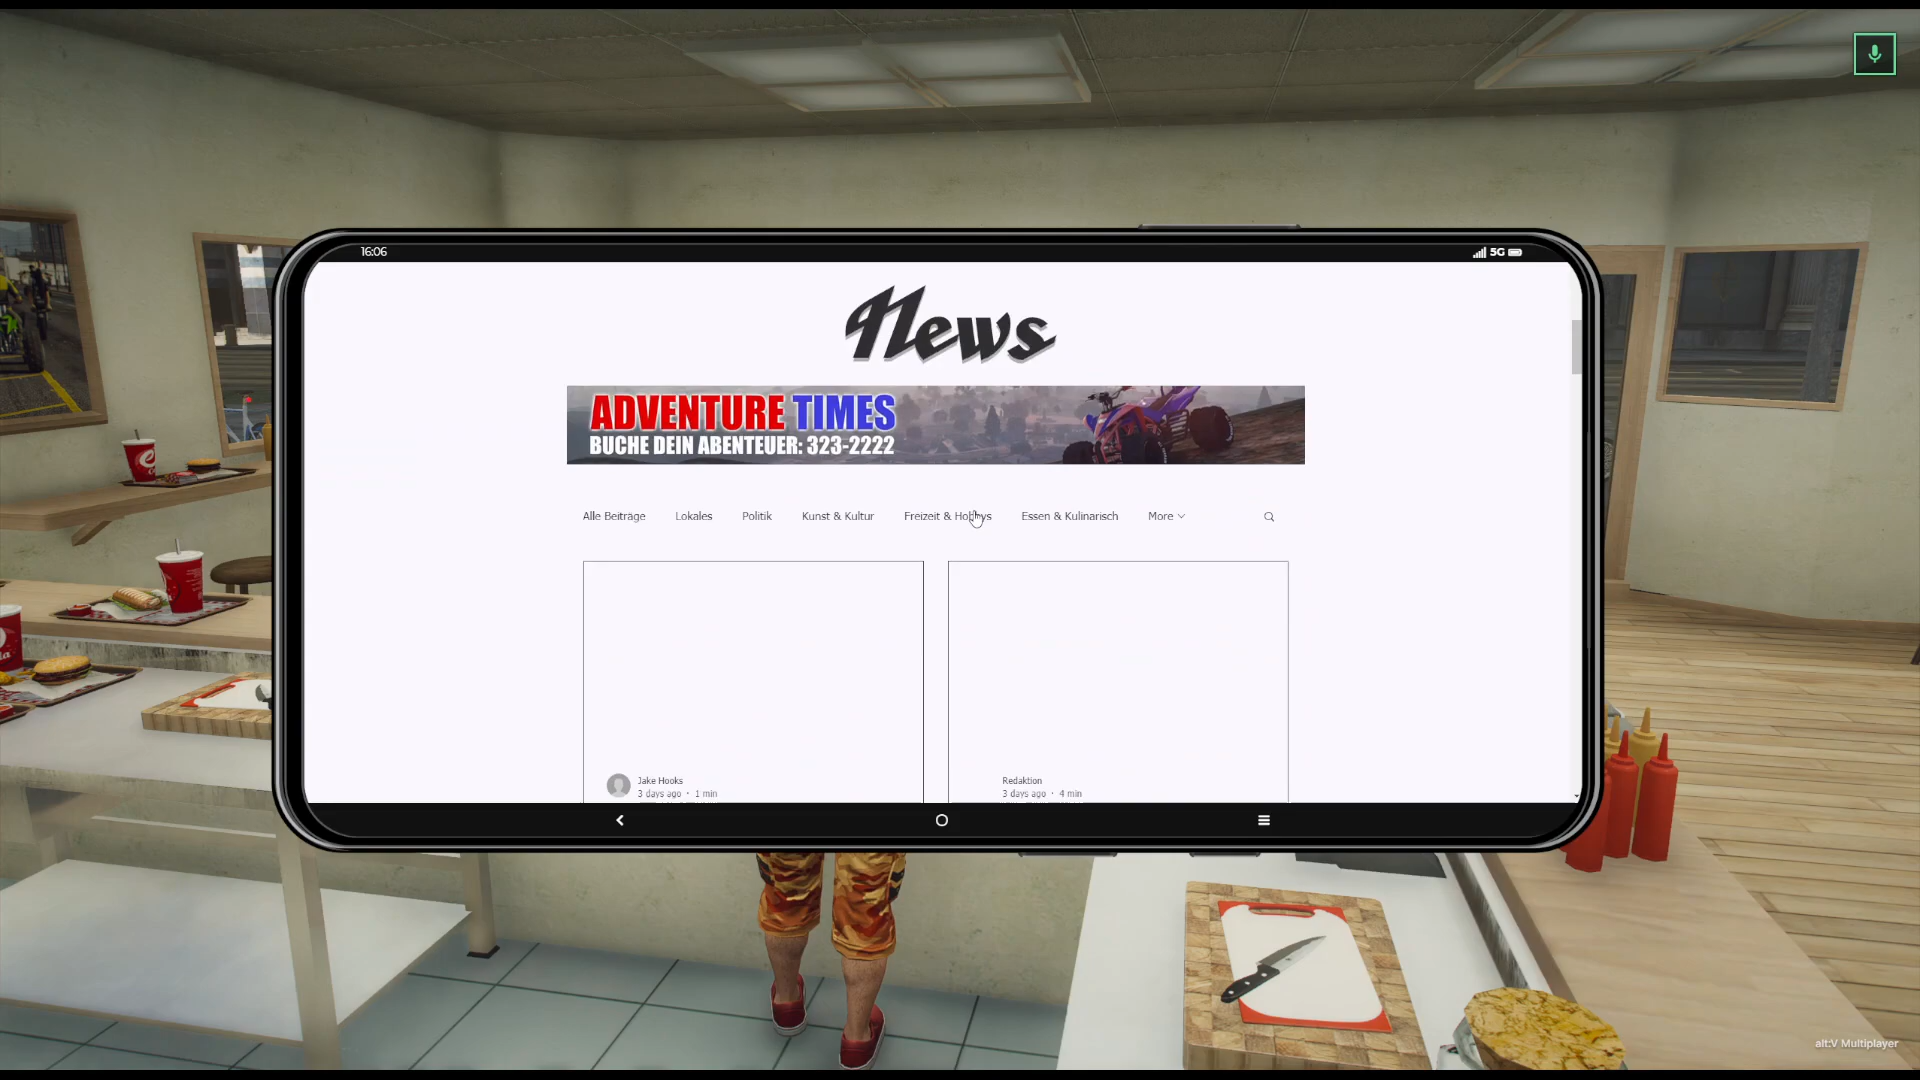 16:06
5G
News
ADVENTURE TIMES
BUCHE DEIN ABENTEUER: 323-2222
Alle Beiträge
Lokales
Politik
Kunst & Kultur
Freizeit & Hobbys
Essen & Kulinarisch
More
Jake Hooks
3 days ago · 1 min
Redaktion
3 days ago · 4 min
alt:V Multiplayer